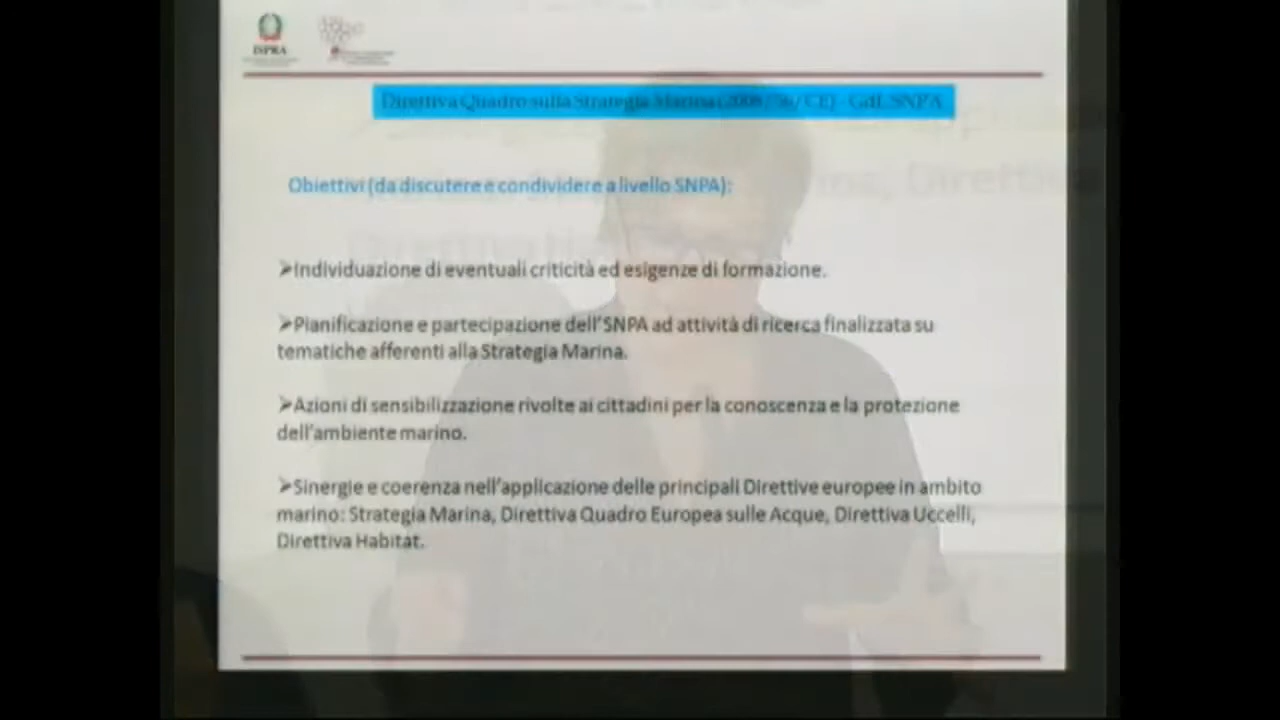 ISPRA
Direttiva Quadro sulla Strategia Marina (2008/56/CE) - GdL SNPA
Obiettivi (da discutere e condividere a livello SNPA):
➢Individuazione di eventuali criticità ed esigenze di formazione.
➢Pianificazione e partecipazione dell'SNPA ad attività di ricerca finalizzata su
tematiche afferenti alla Strategia Marina.
➢Azioni di sensibilizzazione rivolte ai cittadini per la conoscenza e la protezione
dell'ambiente marino.
➢Sinergie e coerenza nell'applicazione delle principali Direttive europee in ambito
marino: Strategia Marina, Direttiva Quadro Europea sulle Acque, Direttiva Uccelli,
Direttiva Habitat.